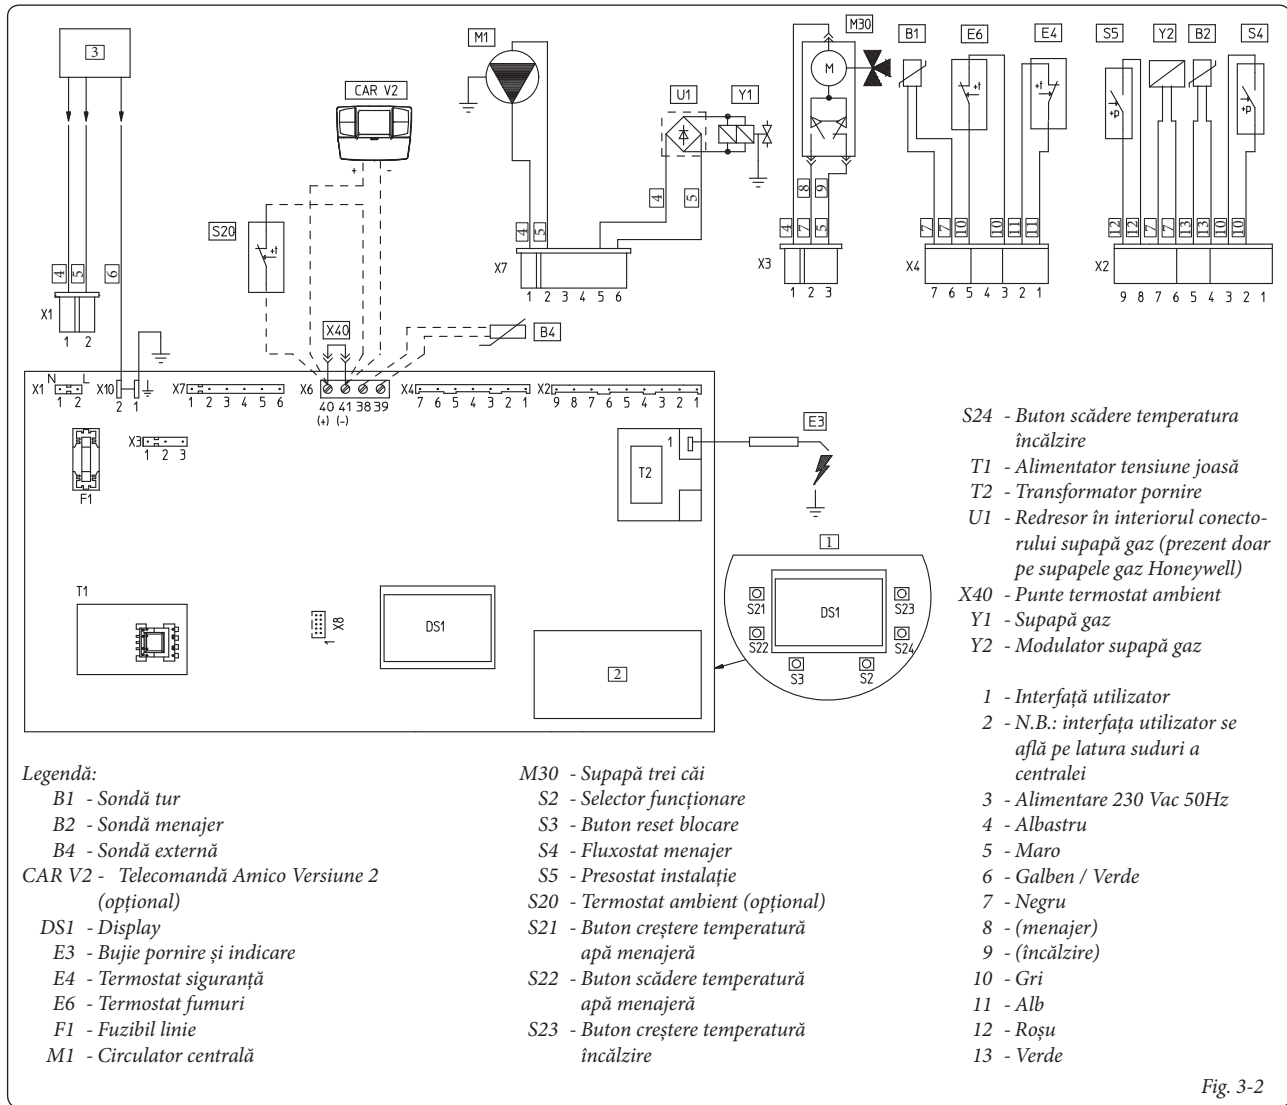 3
CAR V2
M1
M30
B1
E6
E4
S5
Y2
B2
S4
U1
Y1
M
+t
+t
+p
+p
+ -
S20
+t
4 5 6
4 5
4 5
8 9
4 7 5
7 7 10 10 11 11
12 12 7 7 13 13 10 10
X1
1 2
X7
1 2 3 4 5 6
X3
1 2 3
X4
7 6 5 4 3 2 1
X2
9 8 7 6 5 4 3 2 1
X40
B4
N L
X1
1 2
X10
2 1
X7
1 2 3 4 5 6
X6
40 41 38 39
(+) (-)
X4
7 6 5 4 3 2 1
X2
9 8 7 6 5 4 3 2 1
X3
1 2 3
F1
T2
1
E3
T1
X8
1
DS1
2
1
DS1
S21
S22
S23
S24
S3
S2
Legendă:
B1 - Sondă tur
B2 - Sondă menajer
B4 - Sondă externă
CAR V2 - Telecomandă Amico Versiune 2
(opțional)
DS1 - Display
E3 - Bujie pornire și indicare
E4 - Termostat siguranță
E6 - Termostat fumuri
F1 - Fuzibil linie
M1 - Circulator centrală
M30 - Supapă trei căi
S2 - Selector funcționare
S3 - Buton reset blocare
S4 - Fluxostat menajer
S5 - Presostat instalație
S20 - Termostat ambient (opțional)
S21 - Buton creștere temperatură
apă menajeră
S22 - Buton scădere temperatură
apă menajeră
S23 - Buton creștere temperatură
încălzire
S24 - Buton scădere temperatura
încălzire
T1 - Alimentator tensiune joasă
T2 - Transformator pornire
U1 - Redresor în interiorul conecto-
rului supapă gaz (prezent doar
pe supapele gaz Honeywell)
X40 - Punte termostat ambient
Y1 - Supapă gaz
Y2 - Modulator supapă gaz
1 - Interfață utilizator
2 - N.B.: interfața utilizator se
află pe latura suduri a
centralei
3 - Alimentare 230 Vac 50Hz
4 - Albastru
5 - Maro
6 - Galben / Verde
7 - Negru
8 - (menajer)
9 - (încălzire)
10 - Gri
11 - Alb
12 - Roșu
13 - Verde
Fig. 3-2